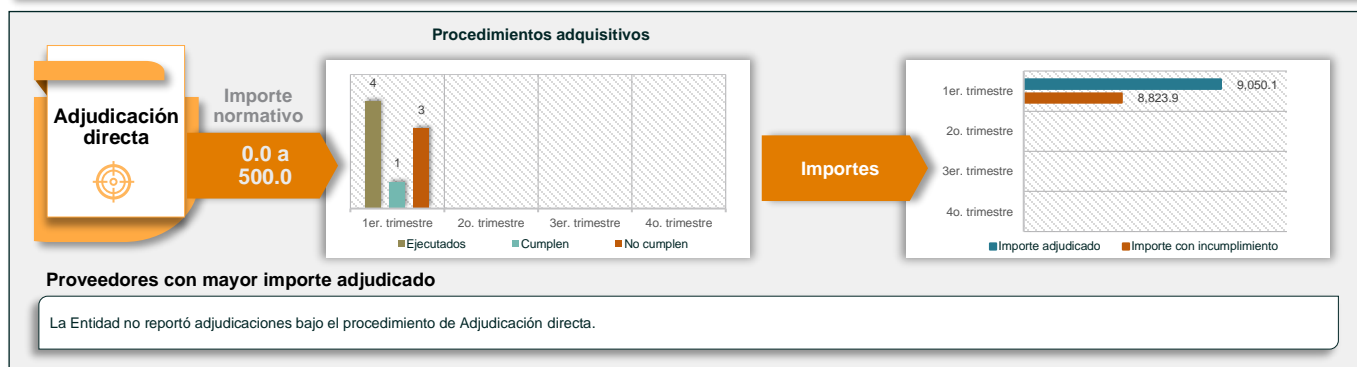 Procedimientos adquisitivos
Adjudicación
directa
Importe
normativo
0.0 a
500.0
4
1
3
1er. trimestre
2o. trimestre
3er. trimestre
4o. trimestre
Ejecutados
Cumplen
No cumplen
Importes
1er. trimestre
9,050.1
8,823.9
2o. trimestre
3er. trimestre
4o. trimestre
Importe adjudicado
Importe con incumplimiento
Proveedores con mayor importe adjudicado
La Entidad no reportó adjudicaciones bajo el procedimiento de Adjudicación directa.